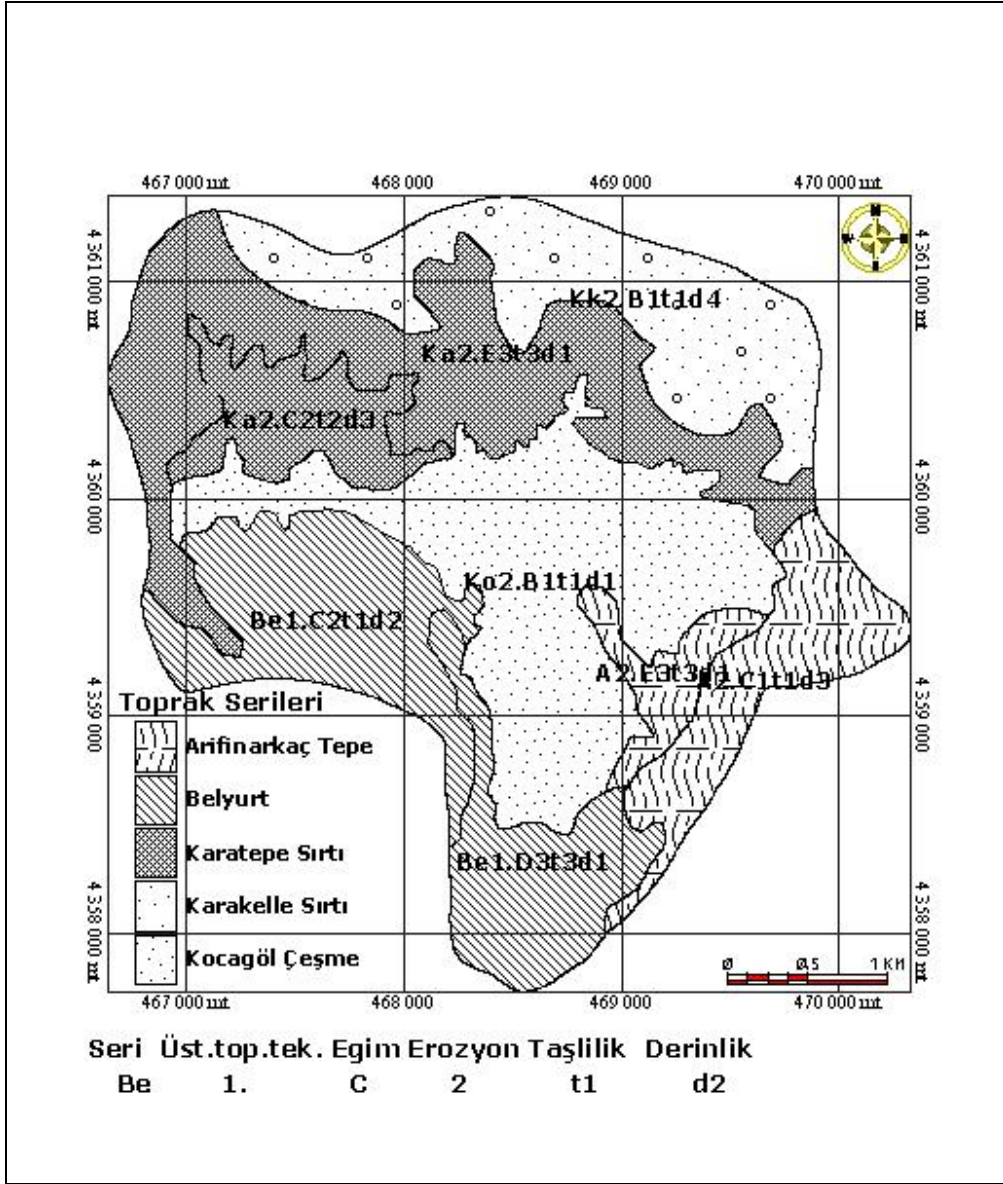 467 000 mt 468 000 469 000 470 000 mt
4 361 000 mt 4 361 000 mt
Kk2.B1t1d4
Ka2.E3t3d1
Ka2.C2t2d3
4 360 000 4 360 000
Ko2.B1t1d1
Be1.C2t1d2
A2.E3t3d1 A2.C1t1d3
Toprak Serileri
4 359 000 4 359 000
Arifinarkaç Tepe
Belyurt
Karatepe Sırtı
Be1.D3t3d1
Karakelle Sırtı
4 358 000 mt 4 358 000 mt
Kocagöl Çeşme
0 0.5 1 KM
467 000 mt 468 000 469 000 470 000 mt
Seri Üst.top.tek. Egim Erozyon Taşlilik Derinlik
Be 1. C 2 t1 d2